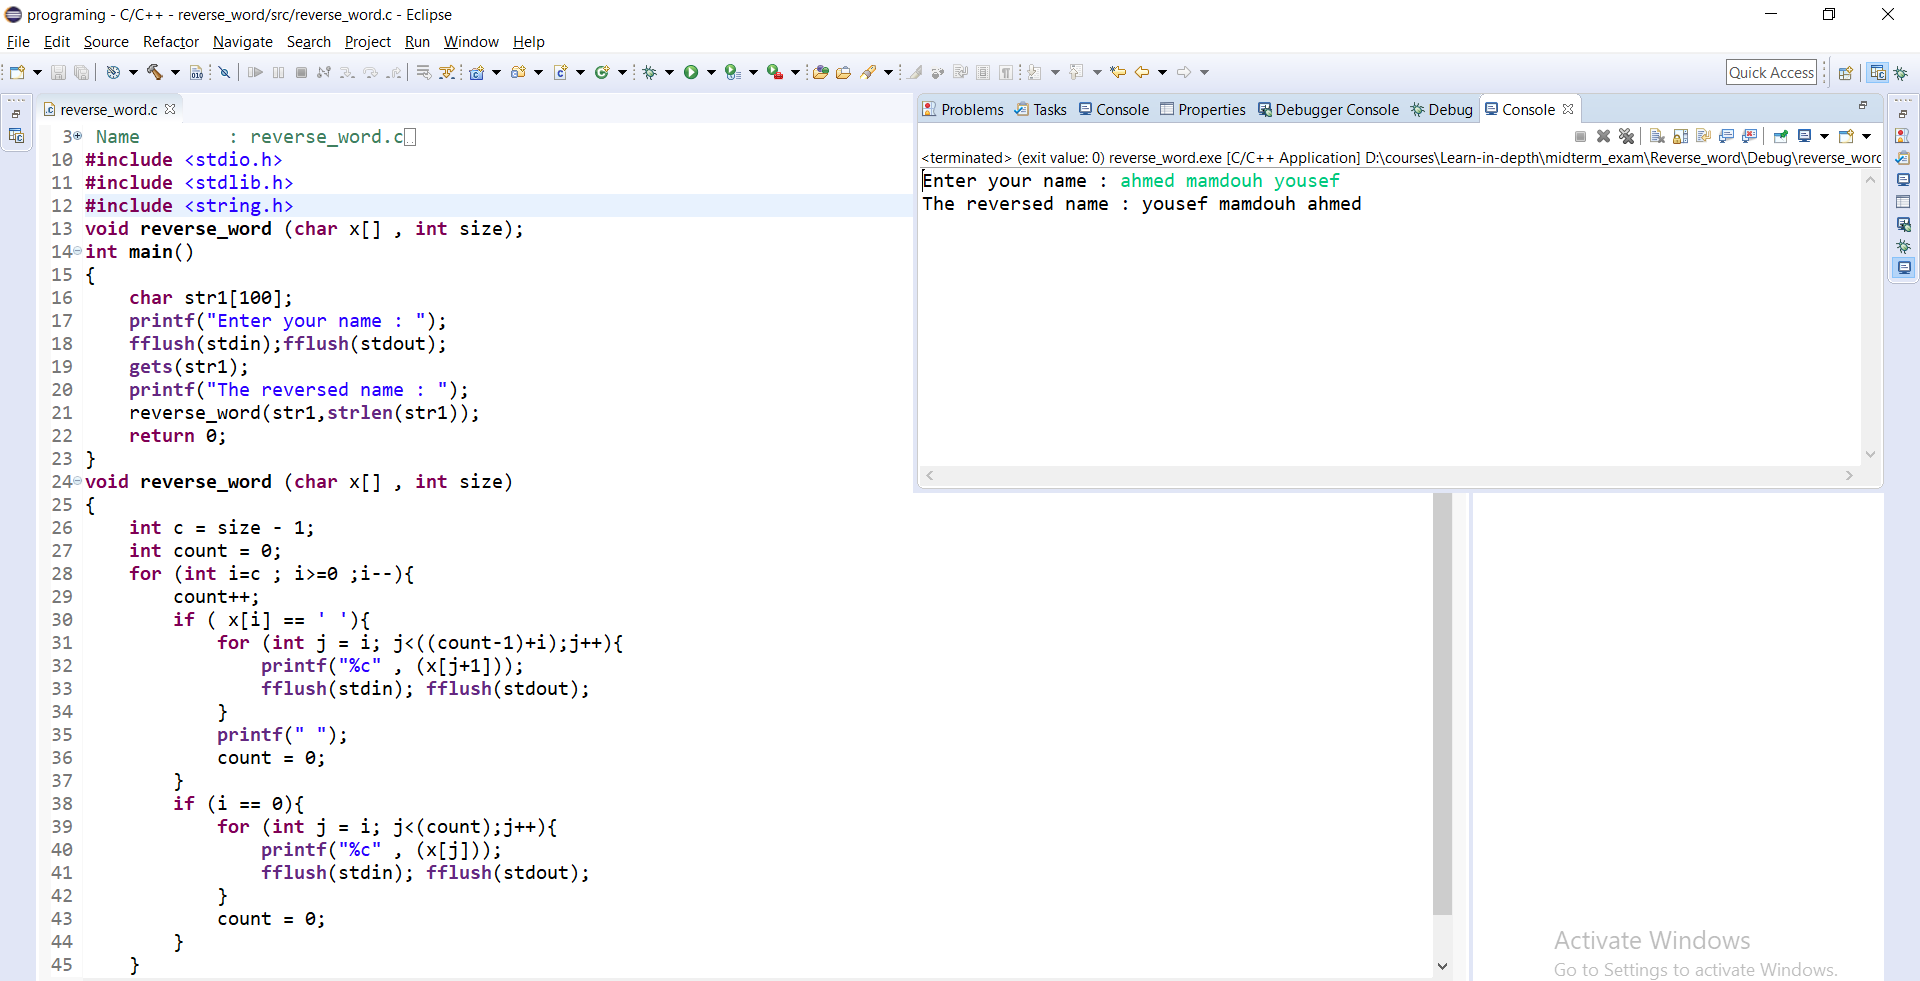 programing - C/C++ - reverse_word/src/reverse_word.c - Eclipse
File Edit Source Refactor Navigate Search Project Run Window Help
Quick Access
reverse_word.c
3 Name : reverse_word.c
10 #include <stdio.h>
11 #include <stdlib.h>
12 #include <string.h>
13 void reverse_word (char x[] , int size);
14 int main()
15 {
16 char str1[100];
17 printf("Enter your name : ");
18 fflush(stdin);fflush(stdout);
19 gets(str1);
20 printf("The reversed name : ");
21 reverse_word(str1,strlen(str1));
22 return 0;
23 }
24 void reverse_word (char x[] , int size)
25 {
26 int c = size - 1;
27 int count = 0;
28 for (int i=c ; i>=0 ;i--){
29 count++;
30 if ( x[i] == ' '){
31 for (int j = i; j<((count-1)+i);j++){
32 printf("%c" , (x[j+1]));
33 fflush(stdin); fflush(stdout);
34 }
35 printf(" ");
36 count = 0;
37 }
38 if (i == 0){
39 for (int j = i; j<(count);j++){
40 printf("%c" , (x[j]));
41 fflush(stdin); fflush(stdout);
42 }
43 count = 0;
44 }
45 }
Problems Tasks Console Properties Debugger Console Debug Console
<terminated> (exit value: 0) reverse_word.exe [C/C++ Application] D:\courses\Learn-in-depth\midterm_exam\Reverse_word\Debug\reverse_word
Enter your name : ahmed mamdouh yousef
The reversed name : yousef mamdouh ahmed
Activate Windows
Go to Settings to activate Windows.